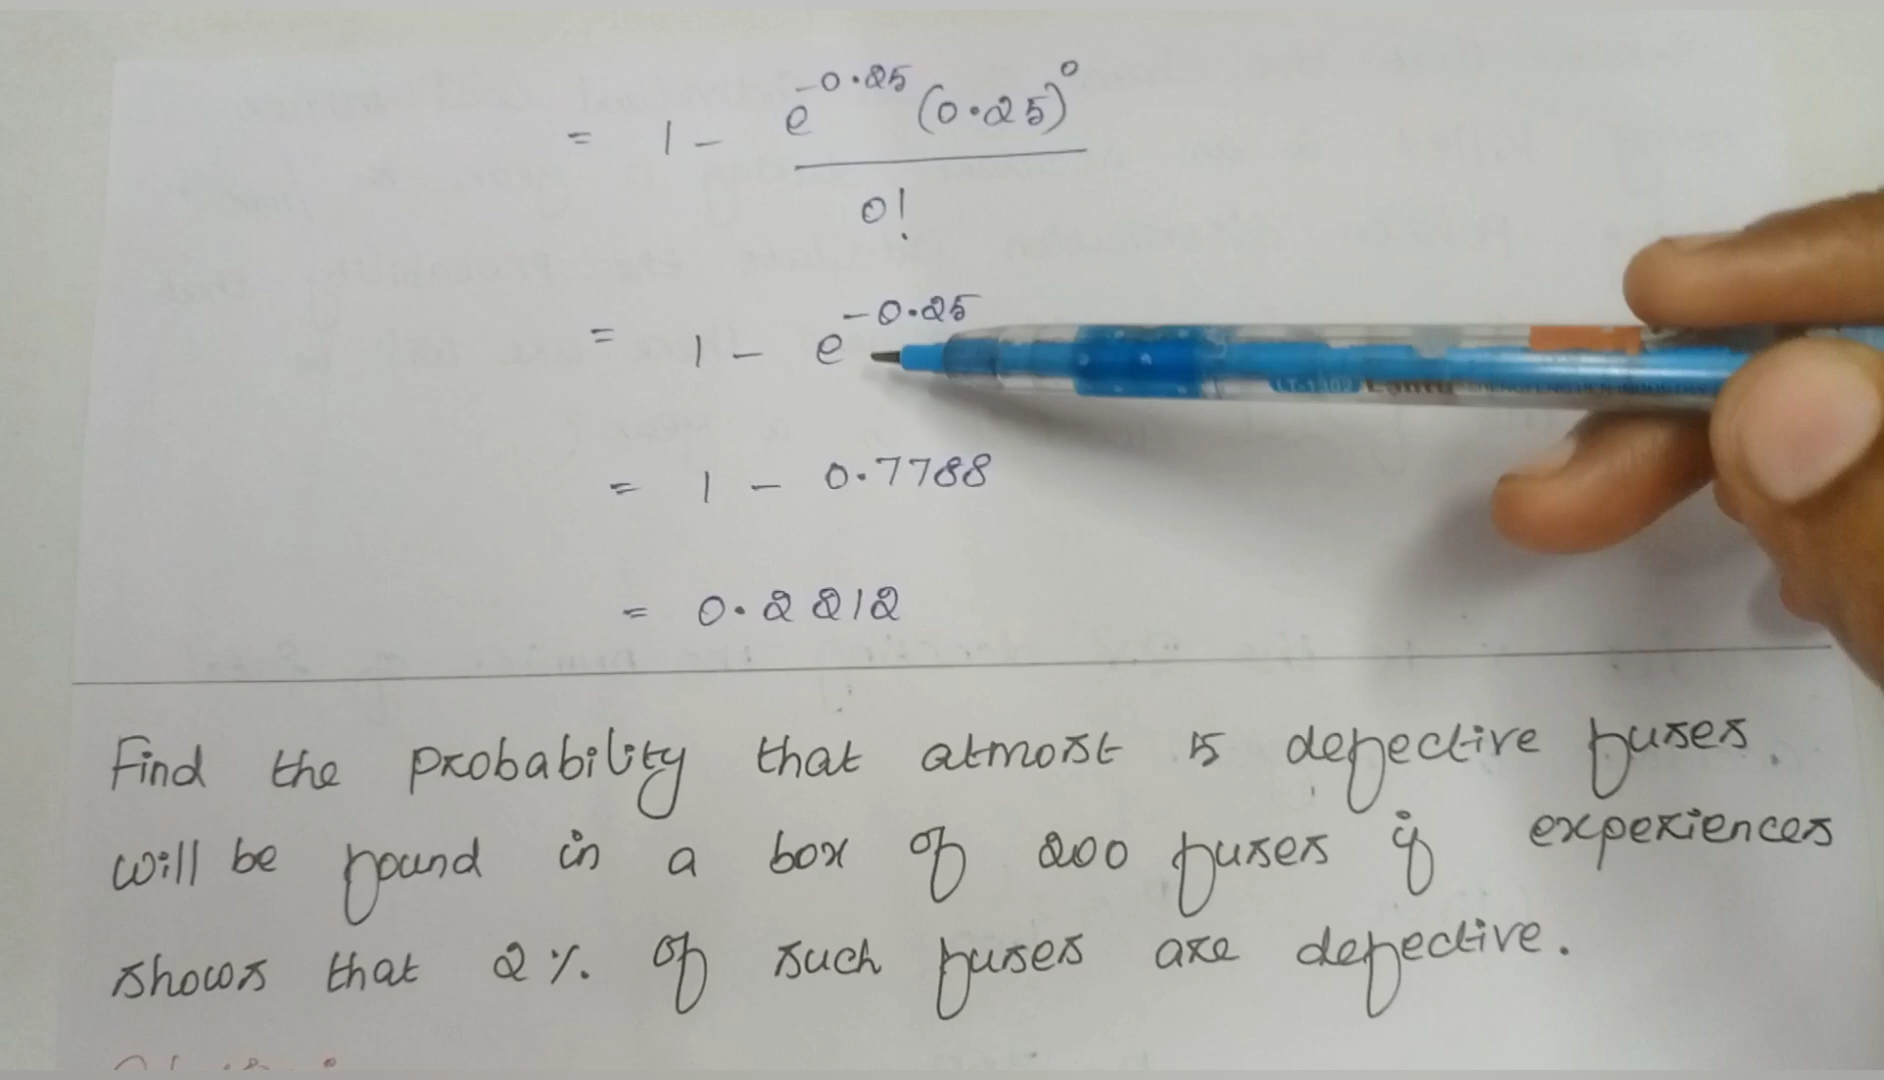 = 1 - e^-0.25 (0.25)^0
0!
= 1 - e^-0.25
= 1 - 0.7788
= 0.2212
Find the probability that atmost 5 defective fuses.
will be found in a box of 200 fuses if experiences
shows that 2%. of such fuses are defective.